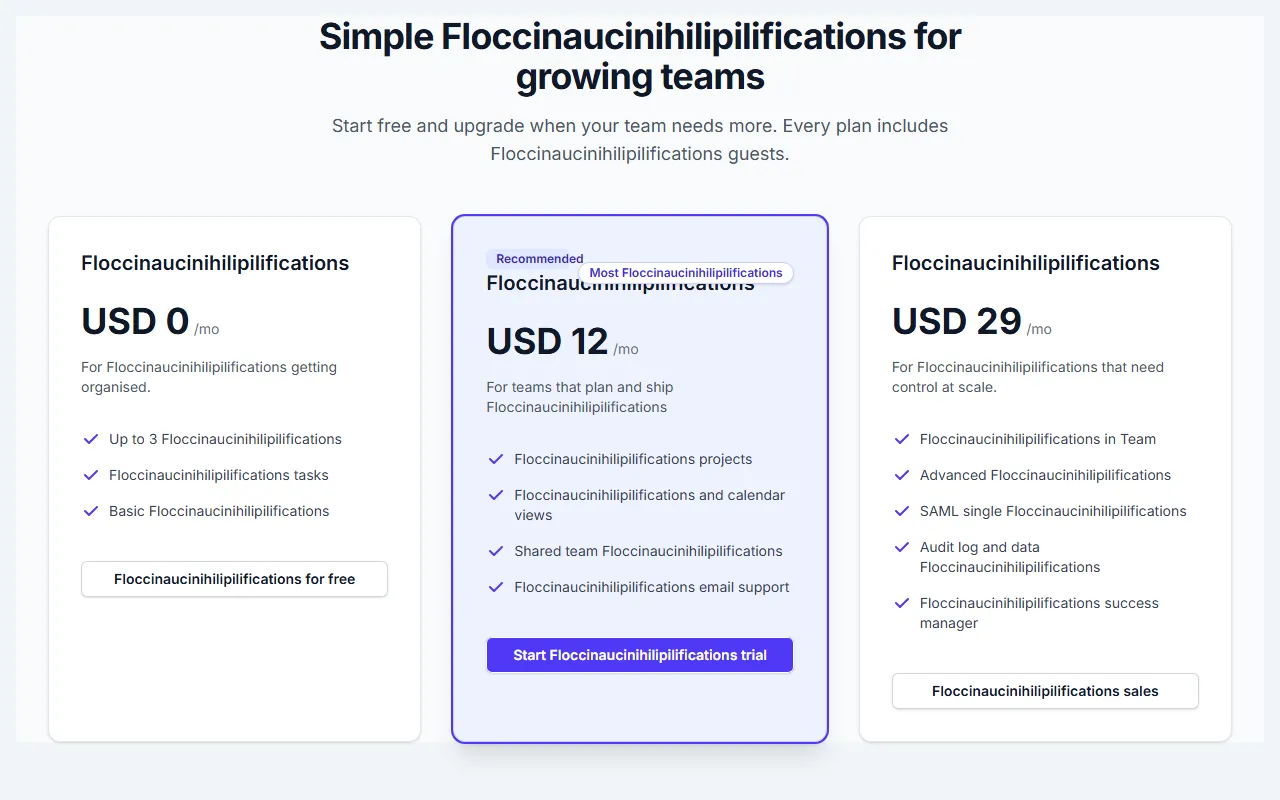 Simple Floccinaucinihilipilifications for
growing teams
Start free and upgrade when your team needs more. Every plan includes
Floccinaucinihilipilifications guests.
Floccinaucinihilipilifications
USD 0 /mo
For Floccinaucinihilipilifications getting
organised.
Up to 3 Floccinaucinihilipilifications
Floccinaucinihilipilifications tasks
Basic Floccinaucinihilipilifications
Floccinaucinihilipilifications for free
Recommended
Most Floccinaucinihilipilifications
Floccinaucinihilipilifications
USD 12 /mo
For teams that plan and ship
Floccinaucinihilipilifications
Floccinaucinihilipilifications projects
Floccinaucinihilipilifications and calendar
views
Shared team Floccinaucinihilipilifications
Floccinaucinihilipilifications email support
Start Floccinaucinihilipilifications trial
Floccinaucinihilipilifications
USD 29 /mo
For Floccinaucinihilipilifications that need
control at scale.
Floccinaucinihilipilifications in Team
Advanced Floccinaucinihilipilifications
SAML single Floccinaucinihilipilifications
Audit log and data
Floccinaucinihilipilifications
Floccinaucinihilipilifications success
manager
Floccinaucinihilipilifications sales